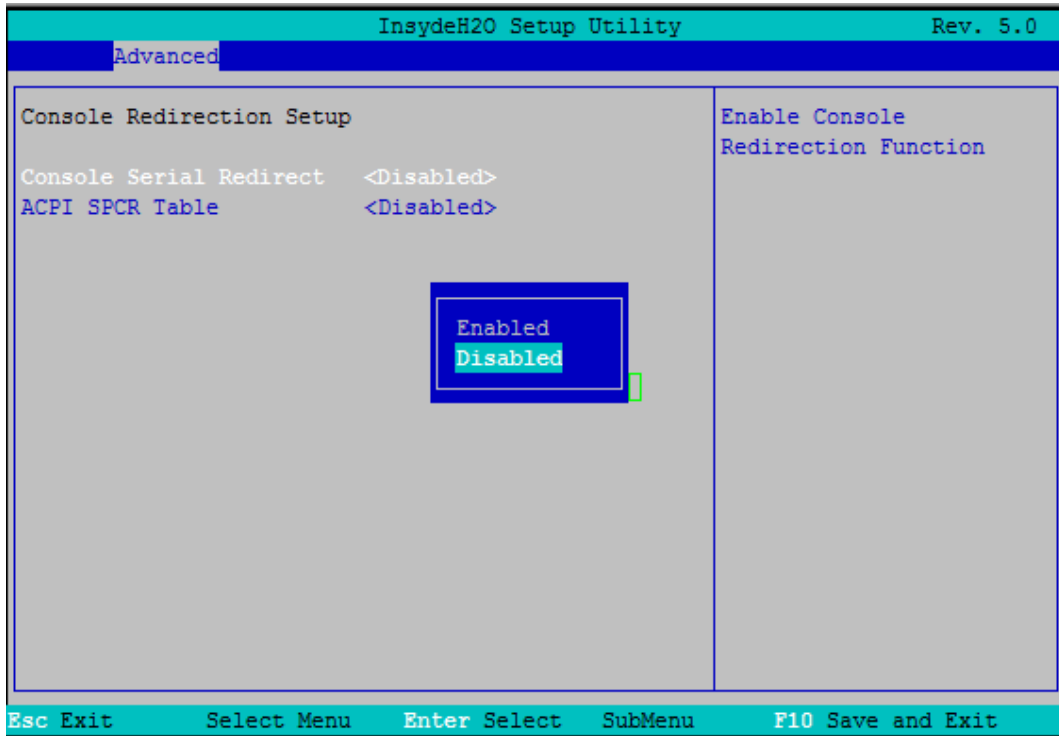 InsydeH2O Setup Utility Rev. 5.0
Advanced
Console Redirection Setup
Console Serial Redirect <Disabled>
ACPI SPCR Table <Disabled>
Enable Console
Redirection Function
Enabled
Disabled
Esc Exit Select Menu Enter Select SubMenu F10 Save and Exit